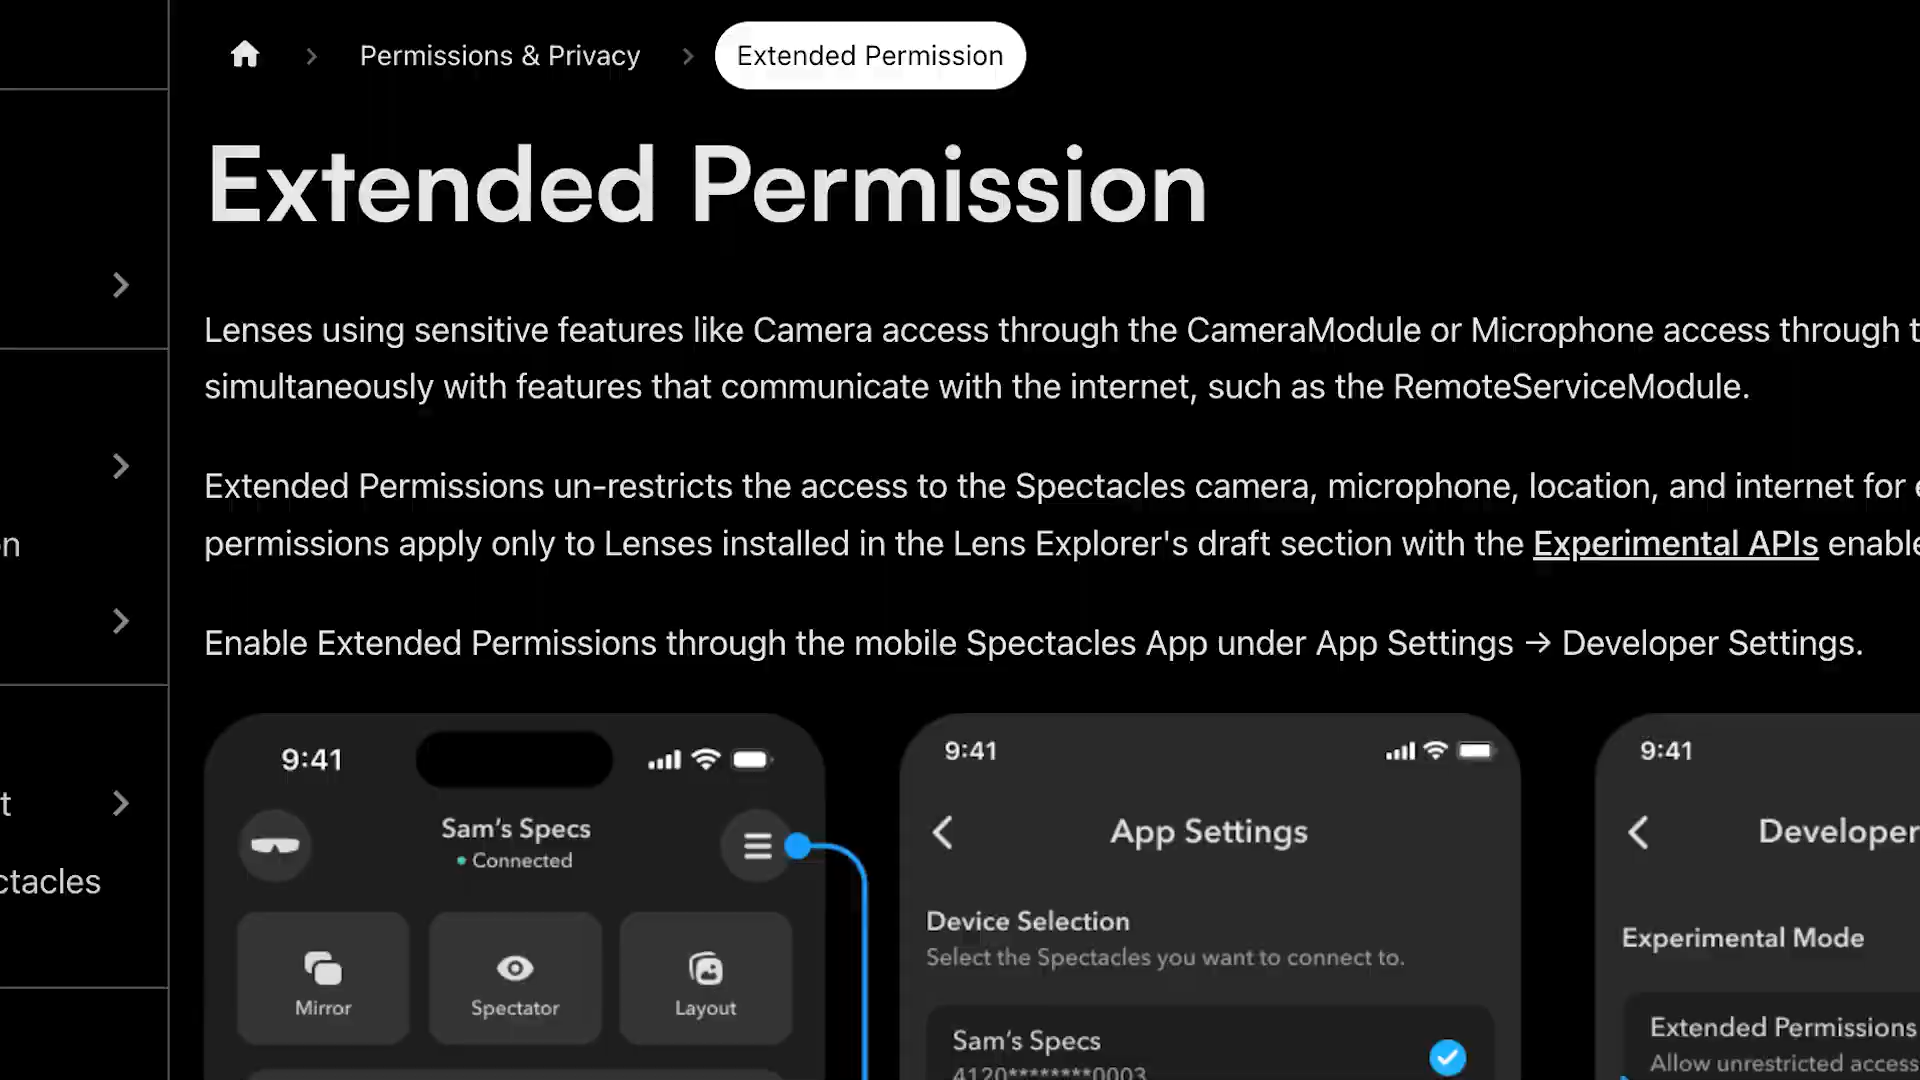 Permissions & Privacy
Extended Permission
Extended Permission
Lenses using sensitive features like Camera access through the CameraModule or Microphone access through
simultaneously with features that communicate with the internet, such as the RemoteServiceModule.
Extended Permissions un-restricts the access to the Spectacles camera, microphone, location, and internet for
permissions apply only to Lenses installed in the Lens Explorer's draft section with the Experimental APIs enable
on
Enable Extended Permissions through the mobile Spectacles App under App Settings → Developer Settings.
t
ctacles
9:41
Sam's Specs
Connected
Mirror
Spectator
Layout
9:41
App Settings
Device Selection
Select the Spectacles you want to connect to.
Sam's Specs
4120********0003
9:41
Developer
Experimental Mode
Extended Permissions
Allow unrestricted access